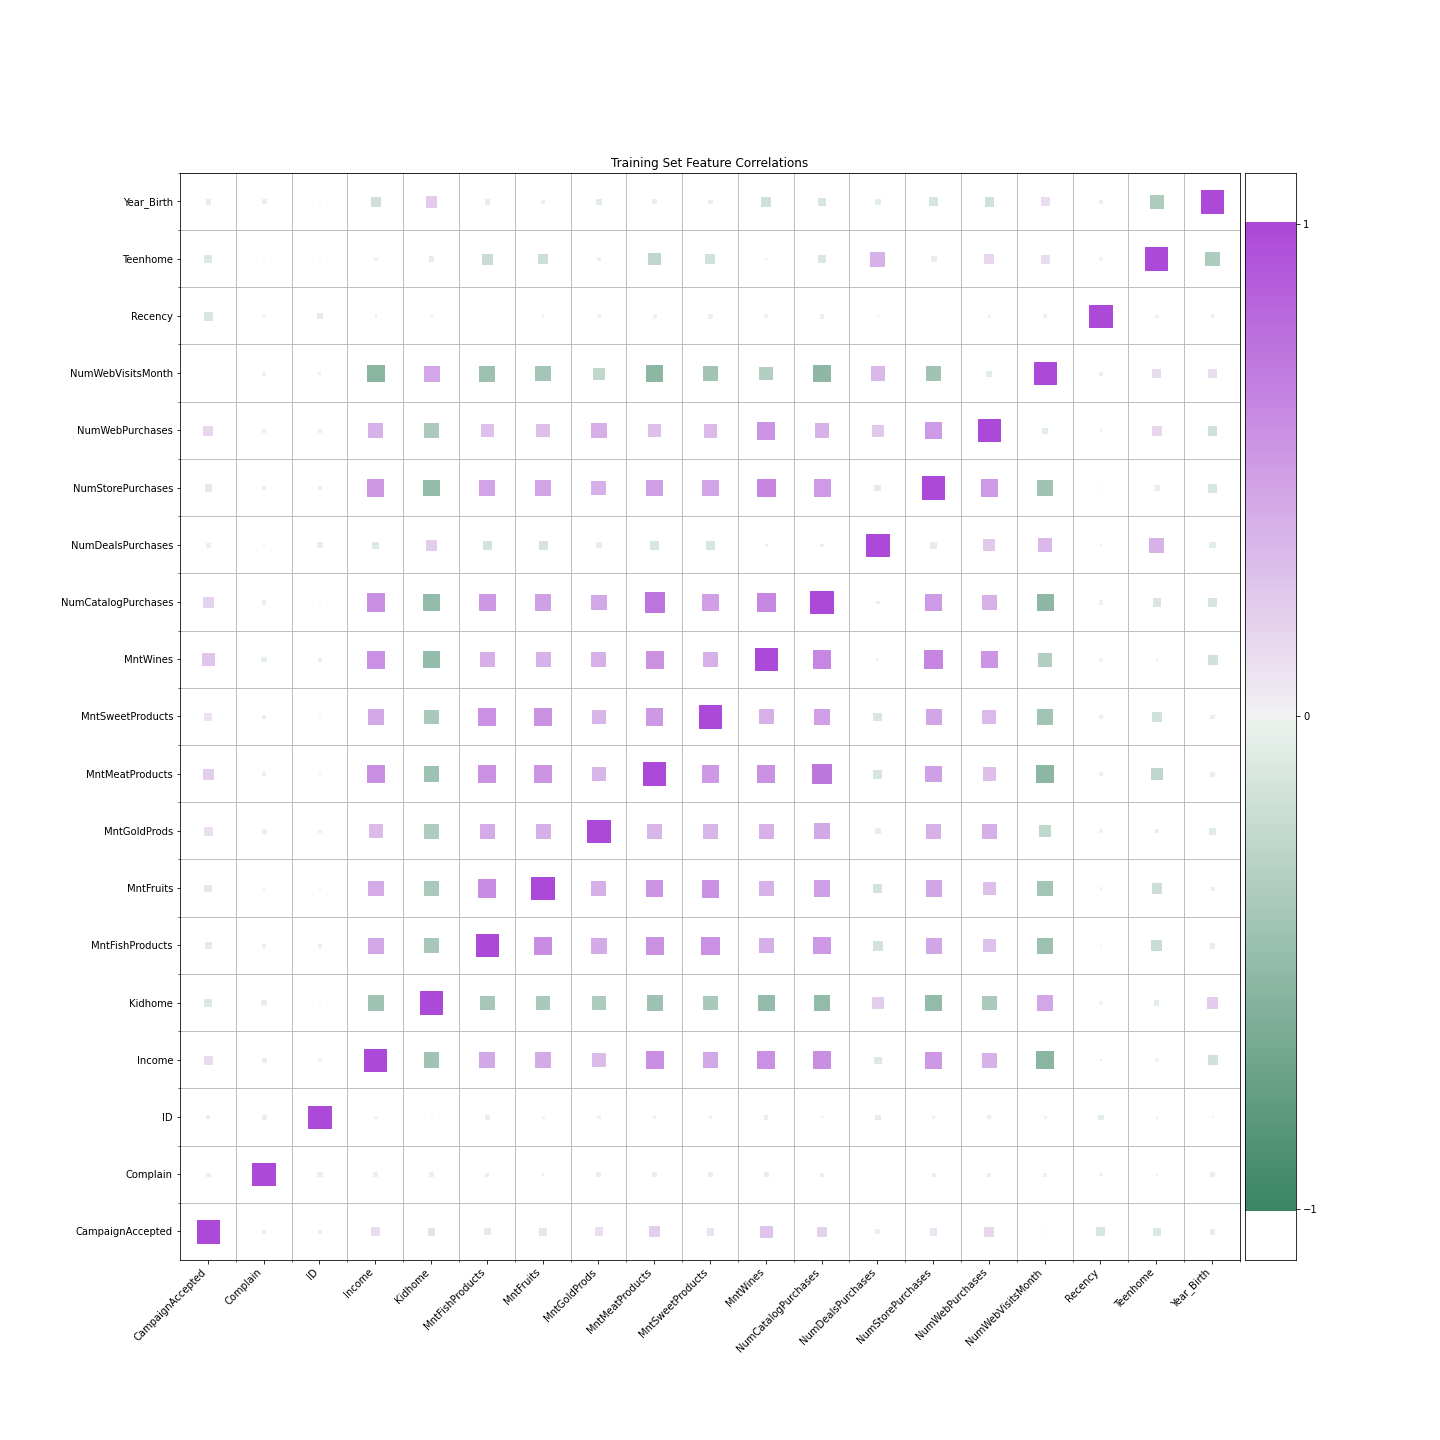 Training Set Feature Correlations
Year_Birth
Teenhome
Recency
NumWebVisitsMonth
NumWebPurchases
NumStorePurchases
NumDealsPurchases
NumCatalogPurchases
MntWines
MntSweetProducts
MntMeatProducts
MntGoldProds
MntFruits
MntFishProducts
Kidhome
Income
ID
Complain
CampaignAccepted
1
0
−1
CampaignAccepted
Complain
ID
Income
Kidhome
MntFishProducts
MntFruits
MntGoldProds
MntMeatProducts
MntSweetProducts
MntWines
NumCatalogPurchases
NumDealsPurchases
NumStorePurchases
NumWebPurchases
NumWebVisitsMonth
Recency
Teenhome
Year_Birth